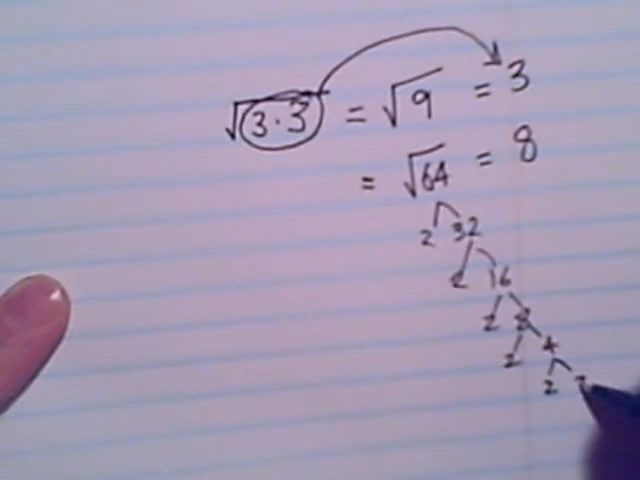 √3·3 = √9 = 3
= √64 = 8
2 32
2 16
2 8
2 4
2 2